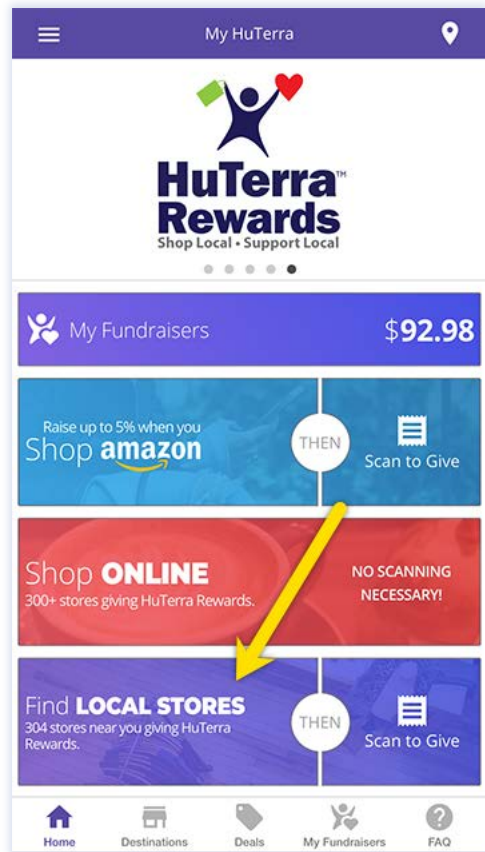 My HuTerra
HuTerra™
Rewards
Shop Local • Support Local
My Fundraisers
$92.98
Raise up to 5% when you
Shop amazon
THEN
Scan to Give
Shop ONLINE
300+ stores giving HuTerra Rewards.
NO SCANNING
NECESSARY!
Find LOCAL STORES
304 stores near you giving HuTerra
Rewards.
THEN
Scan to Give
Home
Destinations
Deals
My Fundraisers
FAQ